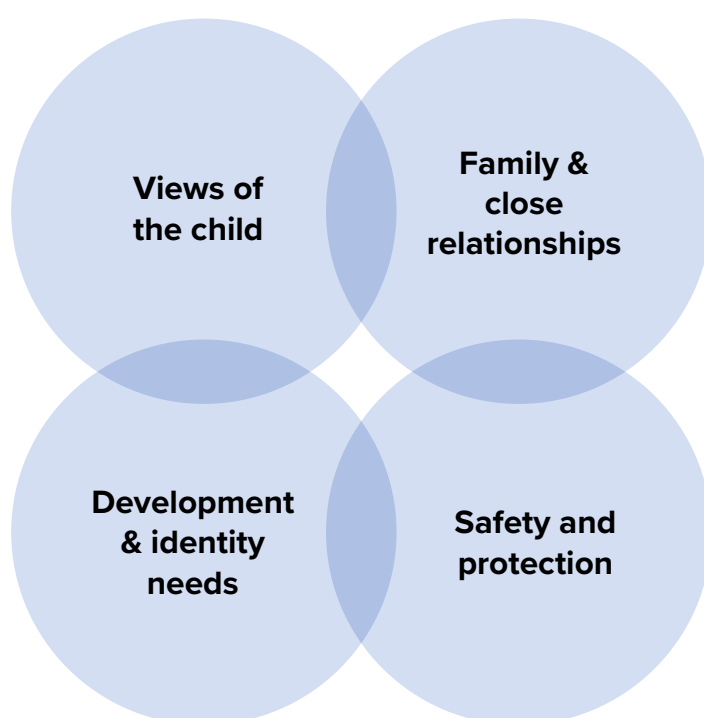 Views of
the child
Family &
close
relationships
Development
& identity
needs
Safety and
protection